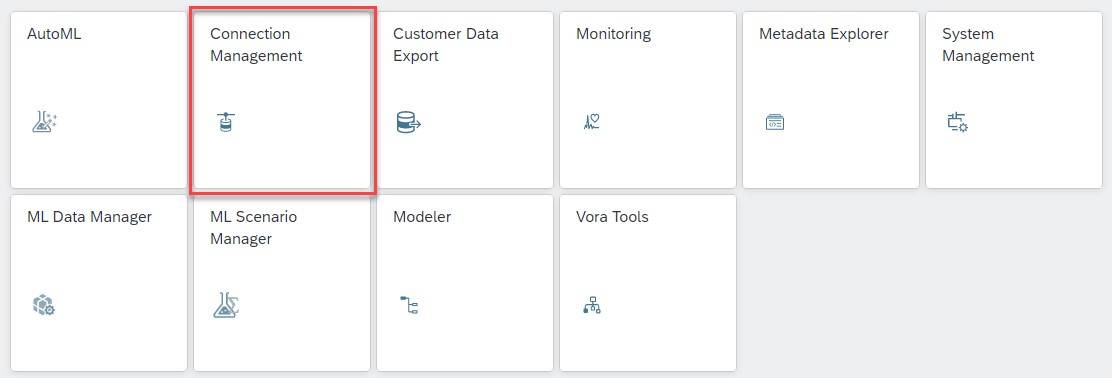 AutoML
Connection
Management
Customer Data
Export
Monitoring
Metadata Explorer
System
Management
ML Data Manager
ML Scenario
Manager
Modeler
Vora Tools